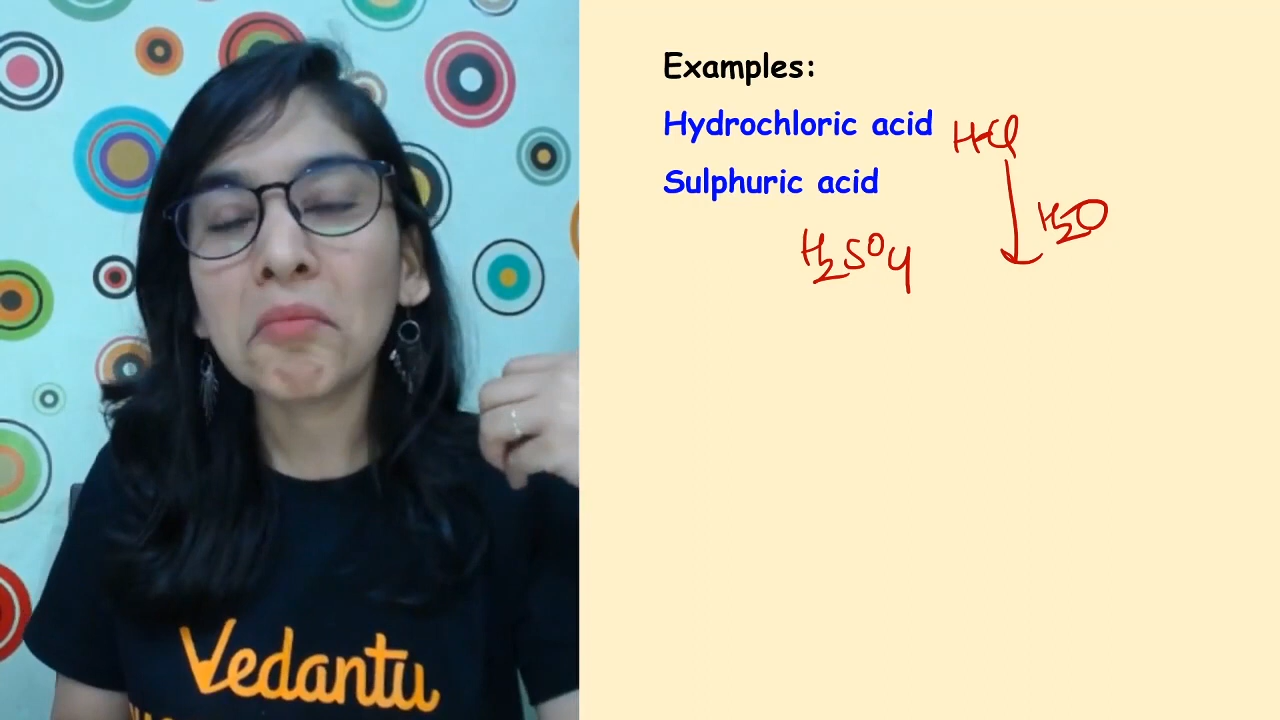 Examples:
Hydrochloric acid HCl
Sulphuric acid
H₂O
H₂SO₄
Vedantu